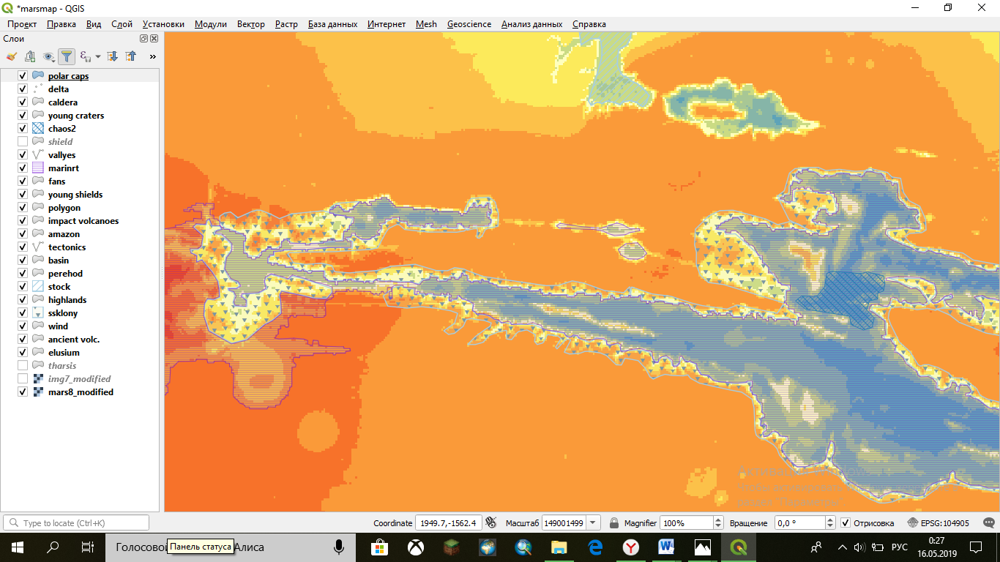 *marsmap - QGIS
Проект Правка Вид Слой Установки Модули Вектор Растр База данных Интернет Mesh Geoscience Анализ данных Справка
Слои
»
polar caps
delta
caldera
young craters
chaos2
shield
vallyes
marinrt
fans
young shields
polygon
impact volcanoes
amazon
tectonics
basin
perehod
stock
highlands
ssklony
wind
ancient volc.
elusium
tharsis
img7_modified
mars8_modified
Активация Windows
Чтобы активировать
раздел "Параметры".
Type to locate (Ctrl+K) Coordinate 1949.7,-1562.4 Масштаб 149001499 Magnifier 100% Вращение 0,0 ° Отрисовка EPSG:104905
Голосово Панель статуса Алиса РУС 0:27
16.05.2019